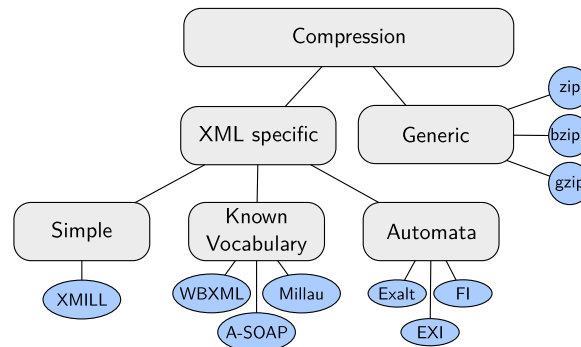 Compression
zip
XML specific
Generic
bzip
gzip
Simple
Known
Vocabulary
Automata
XMILL
WBXML
Millau
A-SOAP
Exalt
FI
EXI